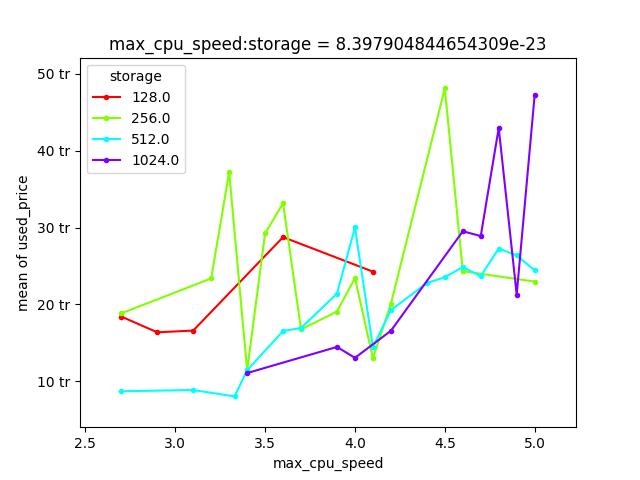 max_cpu_speed:storage = 8.397904844654309e-23
50 tr
40 tr
30 tr
20 tr
10 tr
mean of used_price
storage
128.0
256.0
512.0
1024.0
2.5 3.0 3.5 4.0 4.5 5.0
max_cpu_speed